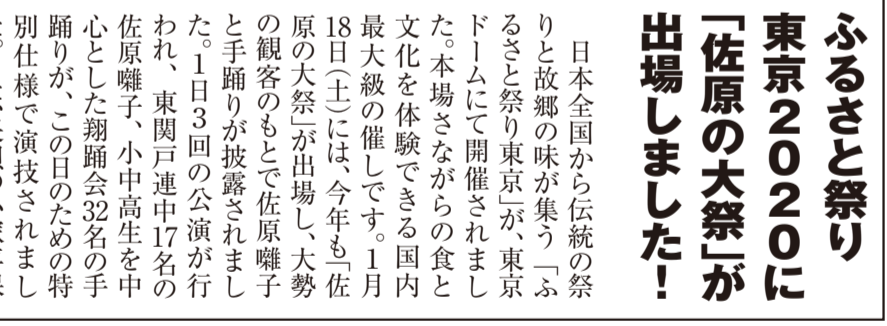 ふるさと祭り
東京2020に
「佐原の大祭」が
出場しました！
日本全国から伝統の祭
りと故郷の味が集う「ふ
るさと祭り東京」が、東京
ドームにて開催されまし
た。本場さながらの食と
文化を体験できる国内
最大級の催しです。1月
18日（土）には、今年も「佐
原の大祭」が出場し、大勢
の観客のもとで佐原囃子
と手踊りが披露されまし
た。1日3回の公演が行
われ、東関戸連中17名の
佐原囃子、小中高生を中
心とした翔踊会32名の手
踊りが、この日のための特
別仕様で演技されまし